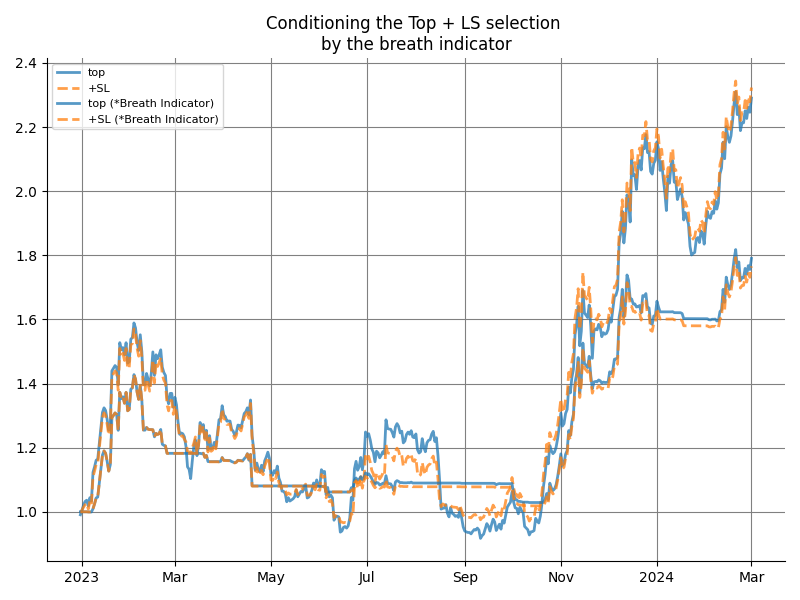 Conditioning the Top + LS selection
by the breath indicator
top
+SL
top (*Breath Indicator)
+SL (*Breath Indicator)
2.4
2.2
2.0
1.8
1.6
1.4
1.2
1.0
2023 Mar May Jul Sep Nov 2024 Mar